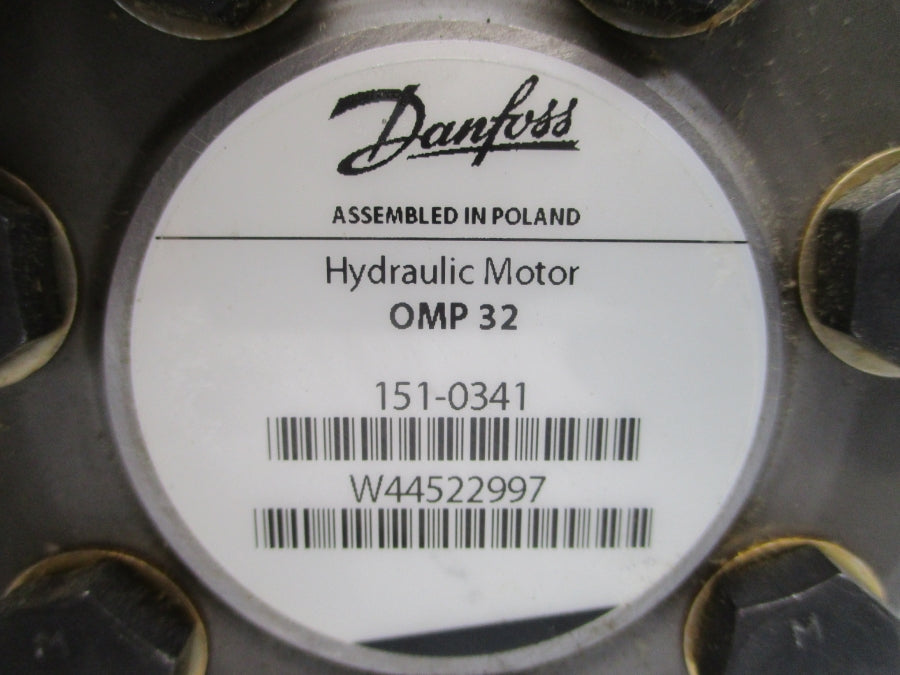 Danfoss
ASSEMBLED IN POLAND
Hydraulic Motor
OMP 32
151-0341
W44522997
M
M